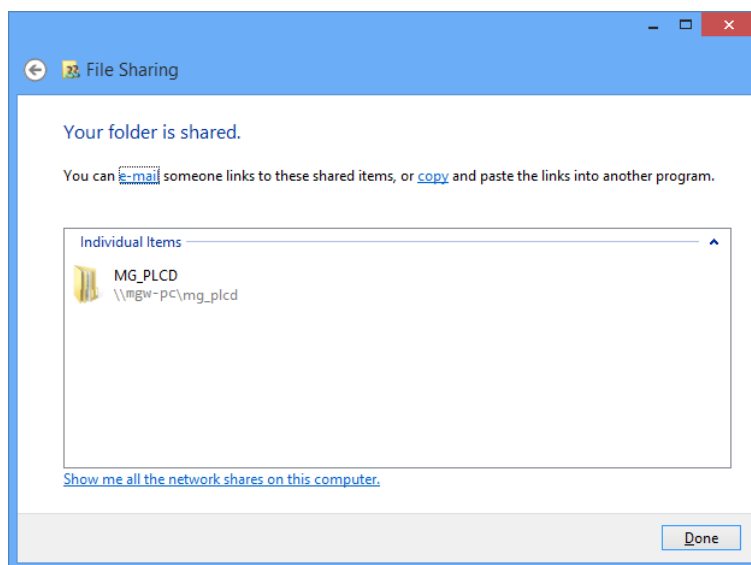 File Sharing
Your folder is shared.
You can e-mail someone links to these shared items, or copy and paste the links into another program.
Individual Items
MG_PLCD
\\mgw-pc\mg_plcd
Show me all the network shares on this computer.
Done